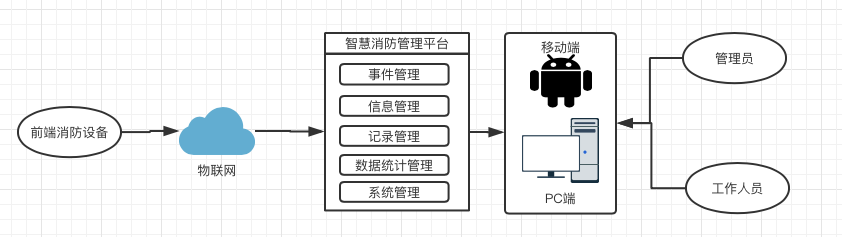 前端消防设备
物联网
智慧消防管理平台
事件管理
信息管理
记录管理
数据统计管理
系统管理
移动端
PC端
管理员
工作人员